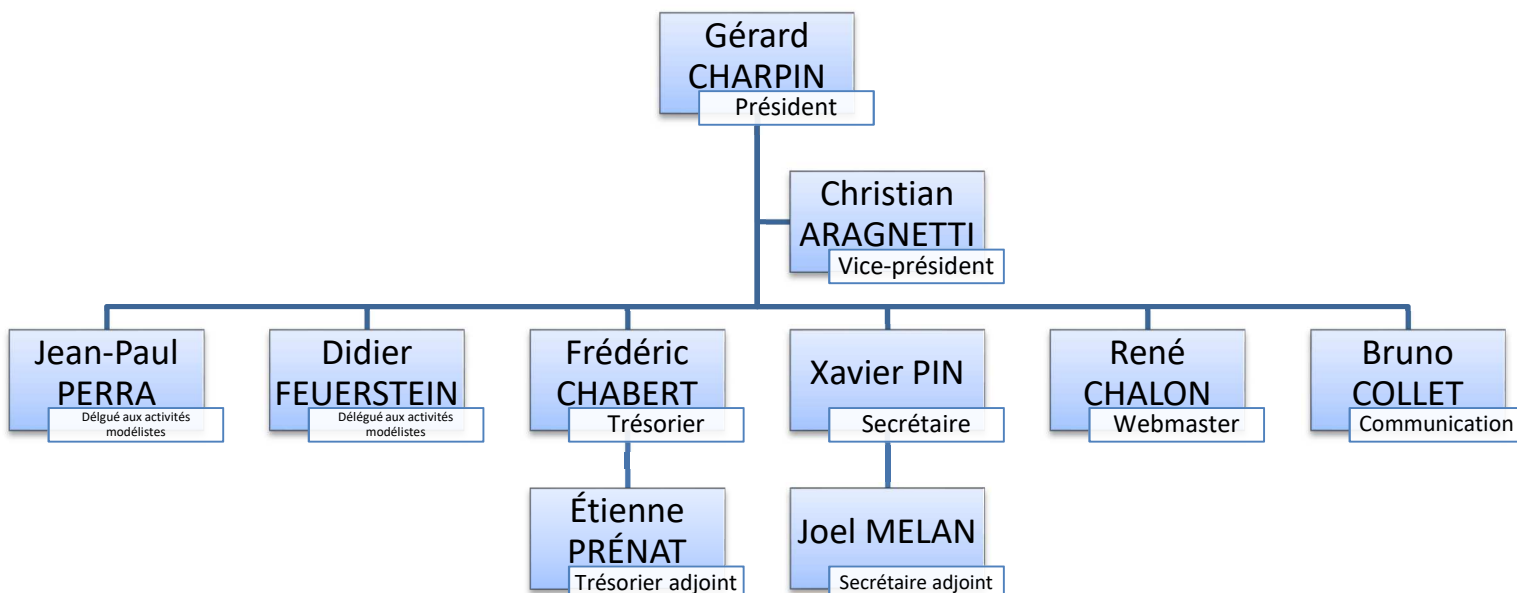 Gérard
CHARPIN
Président
Christian
ARAGNETTI
Vice-président
Jean-Paul
PERRA
Délgué aux activités
modélistes
Didier
FEUERSTEIN
Délégué aux activités
modélistes
Frédéric
CHABERT
Trésorier
Xavier PIN
Secrétaire
René
CHALON
Webmaster
Bruno
COLLET
Communication
Étienne
PRÉNAT
Trésorier adjoint
Joel MELAN
Secrétaire adjoint